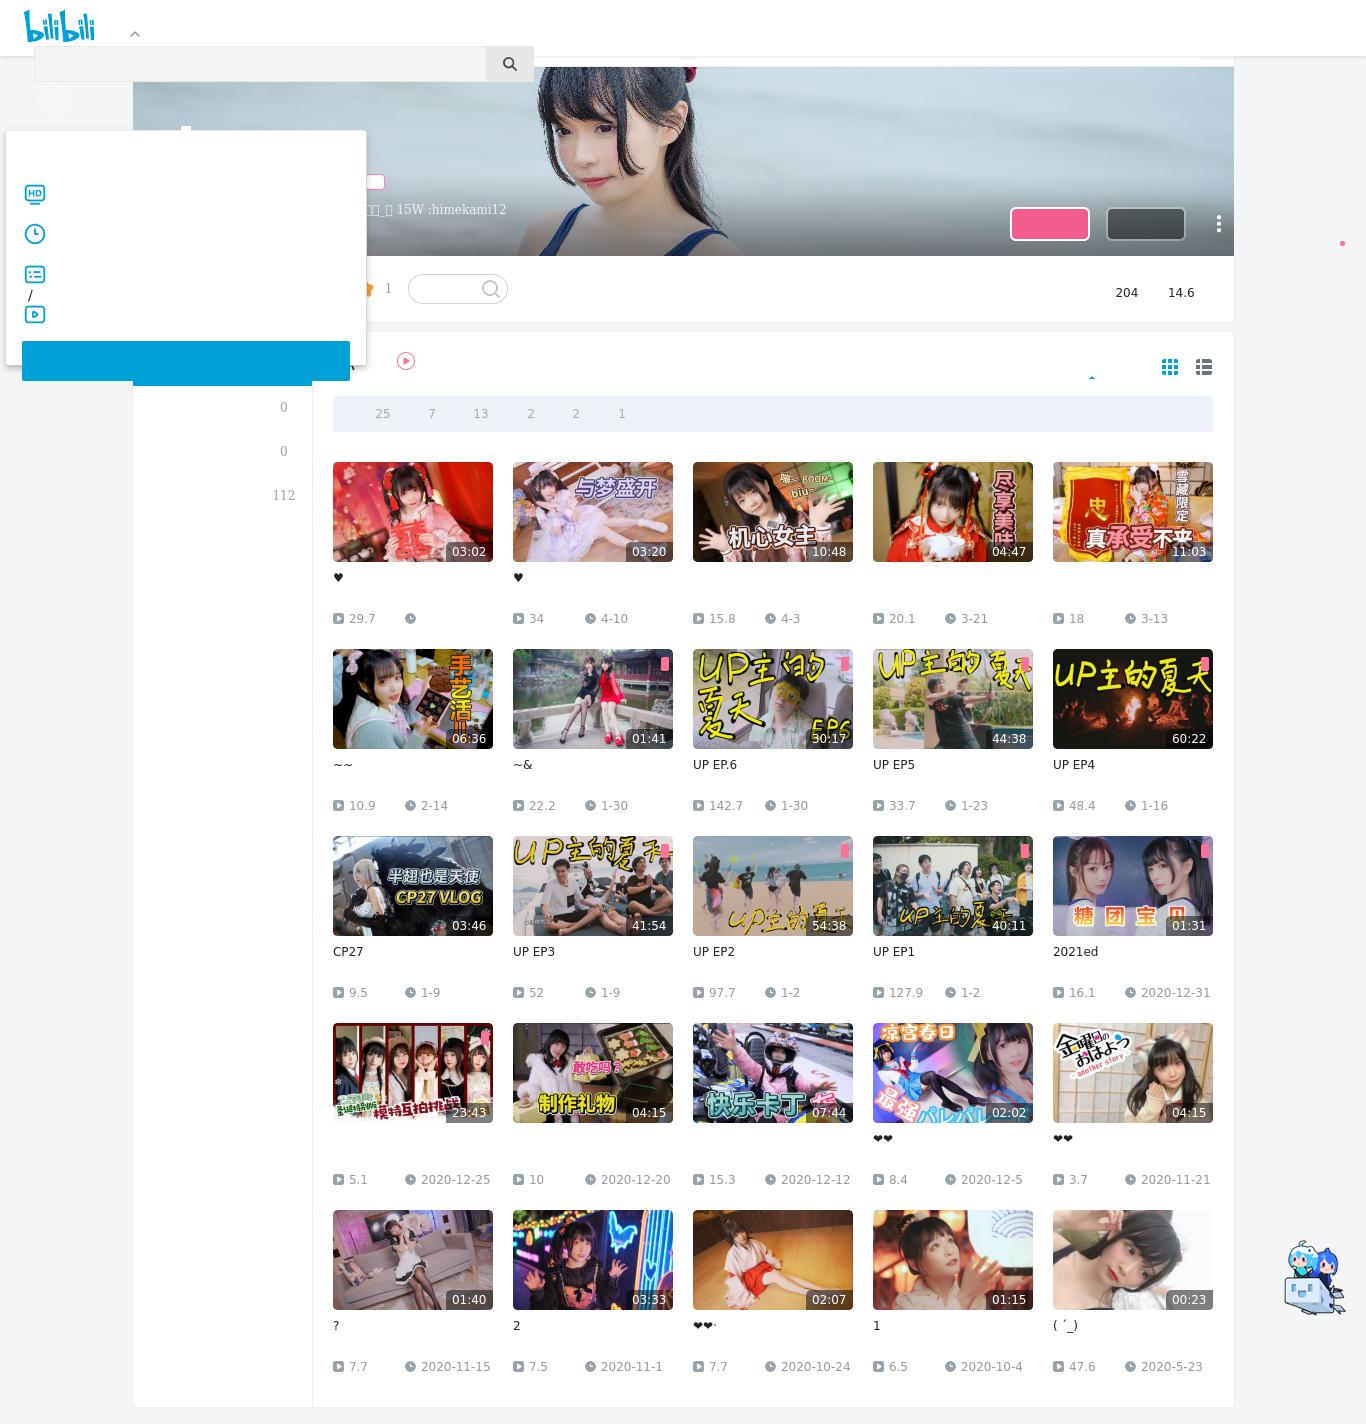 bilibili
HD
/
15W :himekami12
1
204 14.6
0
0
112
25 7 13 2 2 1
03:02
与梦盛开
03:20
BOOM~
biu~
机心女主
10:48
尽享美味
04:47
忠
雪藏限定
真承受不来
11:03
♥ ♥
29.7
34 4-10
15.8 4-3
20.1 3-21
18 3-13
手艺活!!
06:36
01:41
UP主的夏天
EP6
30:17
UP主的夏天
44:38
UP主的夏天
60:22
~~
~&
UP EP.6
UP EP5
UP EP4
10.9 2-14
22.2 1-30
142.7 1-30
33.7 1-23
48.4 1-16
半翅也是天使
CP27 VLOG
03:46
UP主的夏天
41:54
UP主的夏天
54:38
UP主的夏天
40:11
糖团宝贝
01:31
CP27
UP EP3
UP EP2
UP EP1
2021ed
9.5 1-9
52 1-9
97.7 1-2
127.9 1-2
16.1 2020-12-31
模特互拍挑战
23:43
敢吃吗?
制作礼物
04:15
快乐卡丁
07:44
凉宫春日
最强パレパレ
02:02
金曜日のおはよう
-another story-
04:15
❤❤
❤❤
5.1 2020-12-25
10 2020-12-20
15.3 2020-12-12
8.4 2020-12-5
3.7 2020-11-21
01:40
03:33
02:07
01:15
00:23
?
2
❤❤·
1
( ´_)
7.7 2020-11-15
7.5 2020-11-1
7.7 2020-10-24
6.5 2020-10-4
47.6 2020-5-23